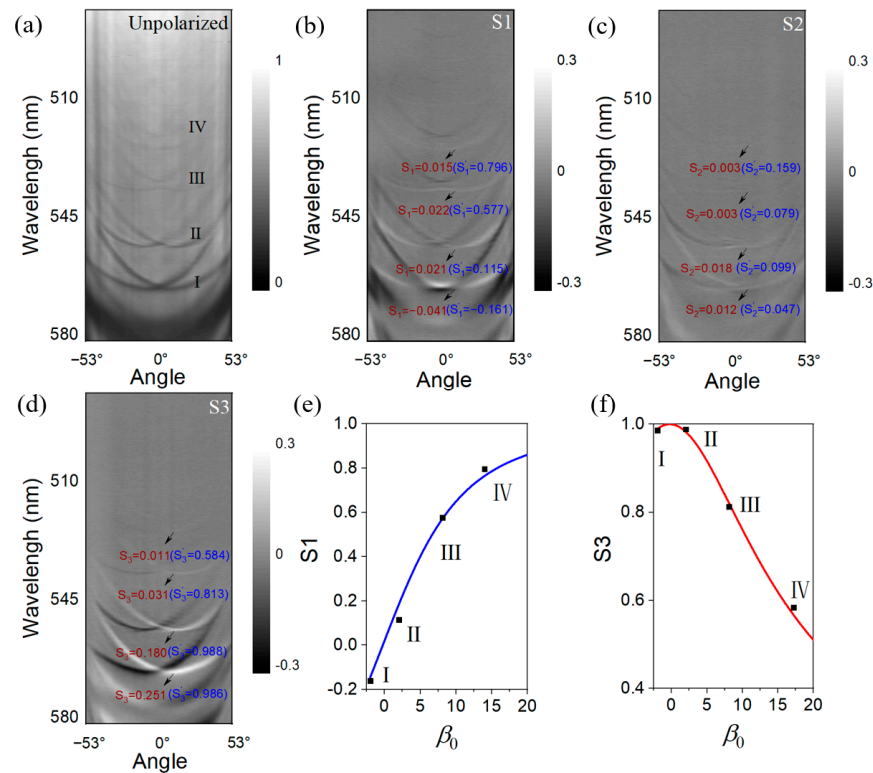 (a)
Unpolarized
Wavelengh (nm)
510
545
580
IV
III
II
I
−53° 0° 53°
Angle
1
0
(b)
S1
Wavelength (nm)
510
545
580
S₁=0.015(S₁'=0.796)
S₁=0.022(S₁'=0.577)
S₁=0.021(S₁'=0.115)
S₁=−0.041(S₁'=−0.161)
−53° 0° 53°
Angle
0.3
0
-0.3
(c)
S2
Wavelength (nm)
510
545
580
S₂=0.003(S₂'=0.159)
S₂=0.003(S₂'=0.079)
S₂=0.018 (S₂'=0.099)
S₂=0.012 (S₂'=0.047)
−53° 0° 53°
Angle
0.3
0
-0.3
(d)
S3
Wavelength (nm)
510
545
580
S₃=0.011(S₃'=0.584)
S₃=0.031(S₃'=0.813)
S₃=0.180(S₃'=0.988)
S₃=0.251(S₃'=0.986)
−53° 0° 53°
Angle
0.3
0
-0.3
(e)
S1
1.0
0.8
0.6
0.4
0.2
0.0
-0.2
I
II
III
IV
0 5 10 15 20
β₀
(f)
S3
1.0
0.8
0.6
0.4
I
II
III
IV
0 5 10 15 20
β₀